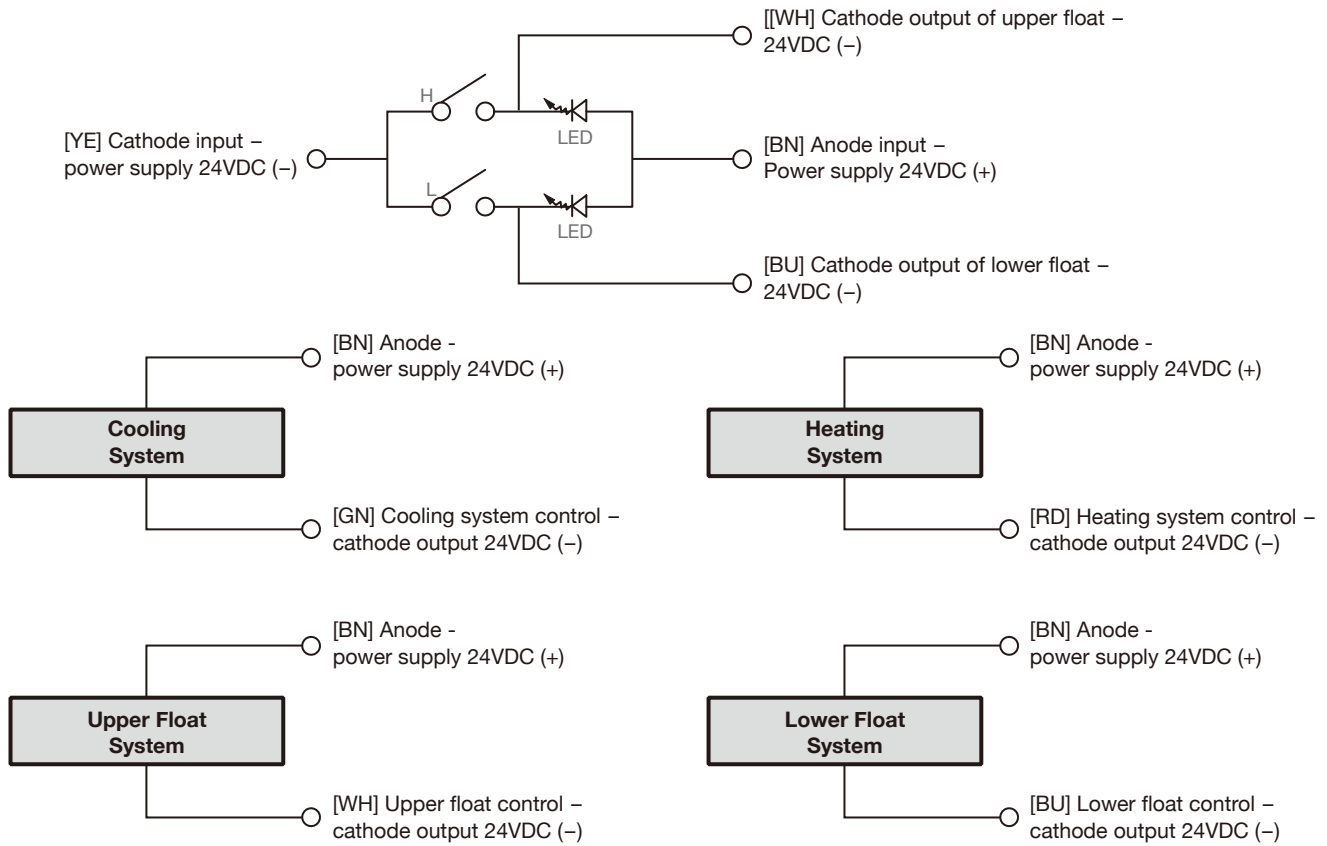 [[WH] Cathode output of upper float –
24VDC (–)
H
LED
[YE] Cathode input –
power supply 24VDC (–)
[BN] Anode input –
Power supply 24VDC (+)
L
LED
[BU] Cathode output of lower float –
24VDC (–)
[BN] Anode -
power supply 24VDC (+)
Cooling
System
[GN] Cooling system control –
cathode output 24VDC (–)
[BN] Anode -
power supply 24VDC (+)
Heating
System
[RD] Heating system control –
cathode output 24VDC (–)
[BN] Anode -
power supply 24VDC (+)
Upper Float
System
[WH] Upper float control –
cathode output 24VDC (–)
[BN] Anode -
power supply 24VDC (+)
Lower Float
System
[BU] Lower float control –
cathode output 24VDC (–)